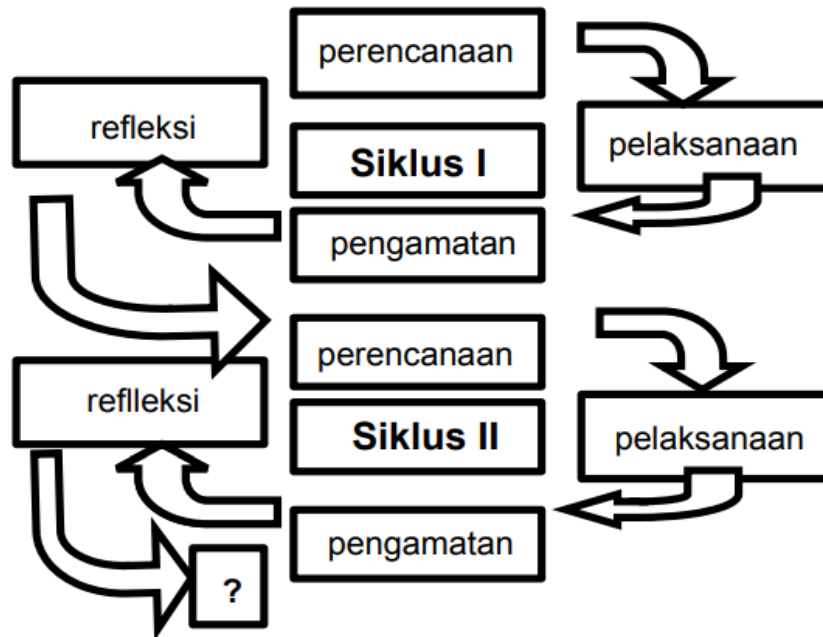 perencanaan
refleksi
Siklus I
pelaksanaan
pengamatan
perencanaan
reflleksi
Siklus II
pelaksanaan
pengamatan
?